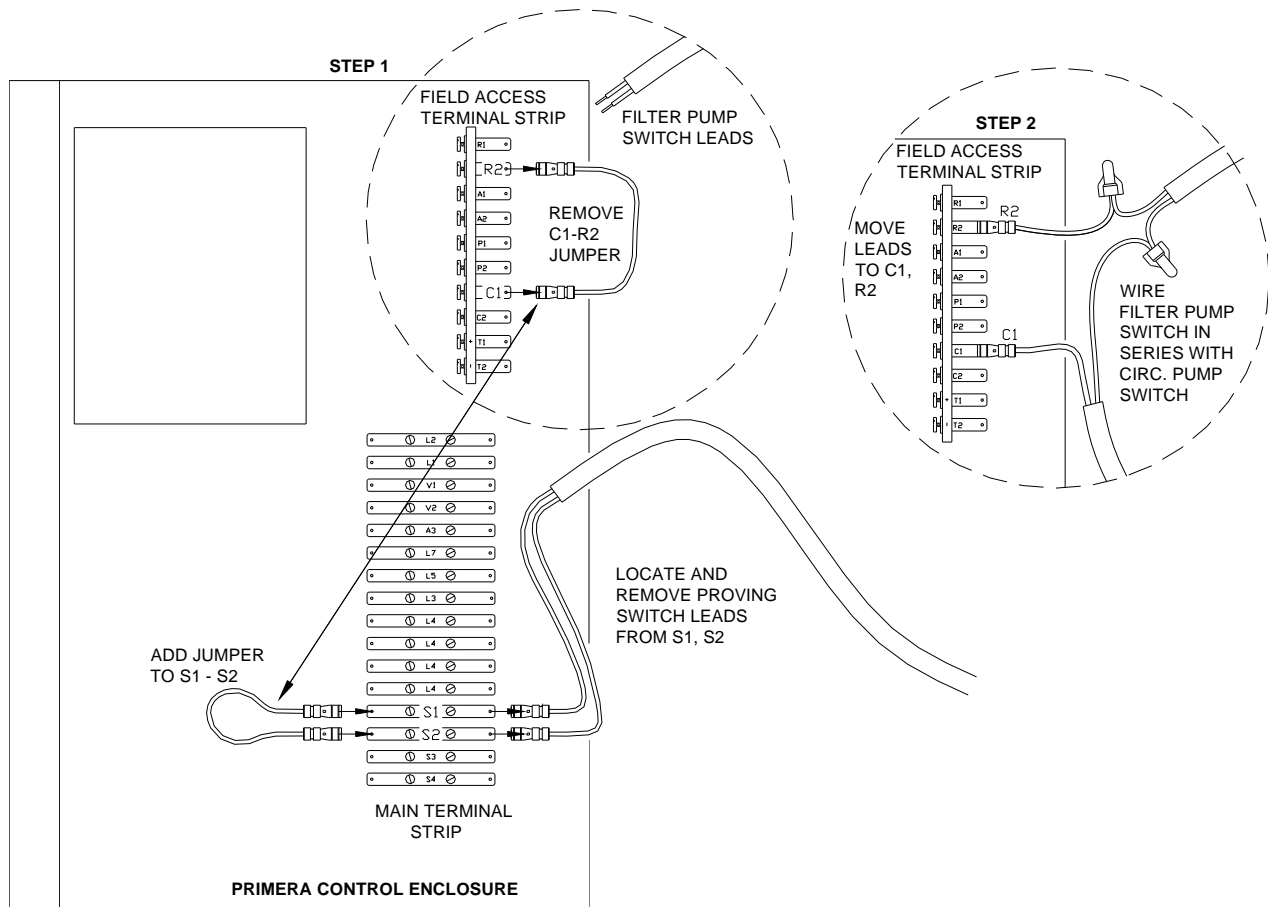 STEP 1
FIELD ACCESS
TERMINAL STRIP
R1
R2
A1
A2
P1
P2
C1
C2
+ T1
- T2
FILTER PUMP
SWITCH LEADS
REMOVE
C1-R2
JUMPER
STEP 2
FIELD ACCESS
TERMINAL STRIP
R1
R2
A1
A2
P1
P2
C1
C2
+ T1
- T2
R2
C1
MOVE
LEADS
TO C1,
R2
WIRE
FILTER PUMP
SWITCH IN
SERIES WITH
CIRC. PUMP
SWITCH
L2
L1
V1
V2
A3
L7
L5
L3
L4
L4
L4
L4
S1
S2
S3
S4
LOCATE AND
REMOVE PROVING
SWITCH LEADS
FROM S1, S2
ADD JUMPER
TO S1 - S2
MAIN TERMINAL
STRIP
PRIMERA CONTROL ENCLOSURE